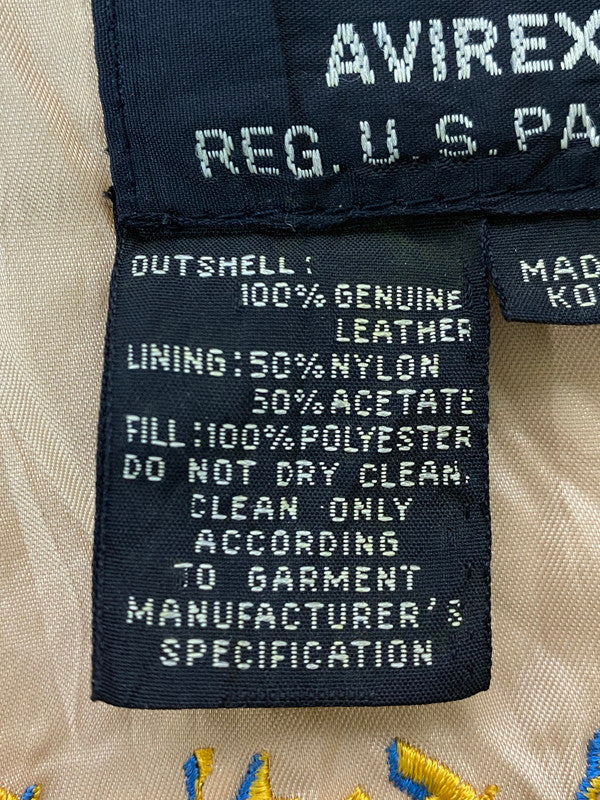 AVIREX
REG. U.S. PA
OUTSHELL:
100% GENUINE
LEATHER
LINING: 50% NYLON
50% ACETATE
FILL: 100% POLYESTER
DO NOT DRY CLEAN.
CLEAN ONLY
ACCORDING
TO GARMENT
MANUFACTURER'S
SPECIFICATION
MAD
KO